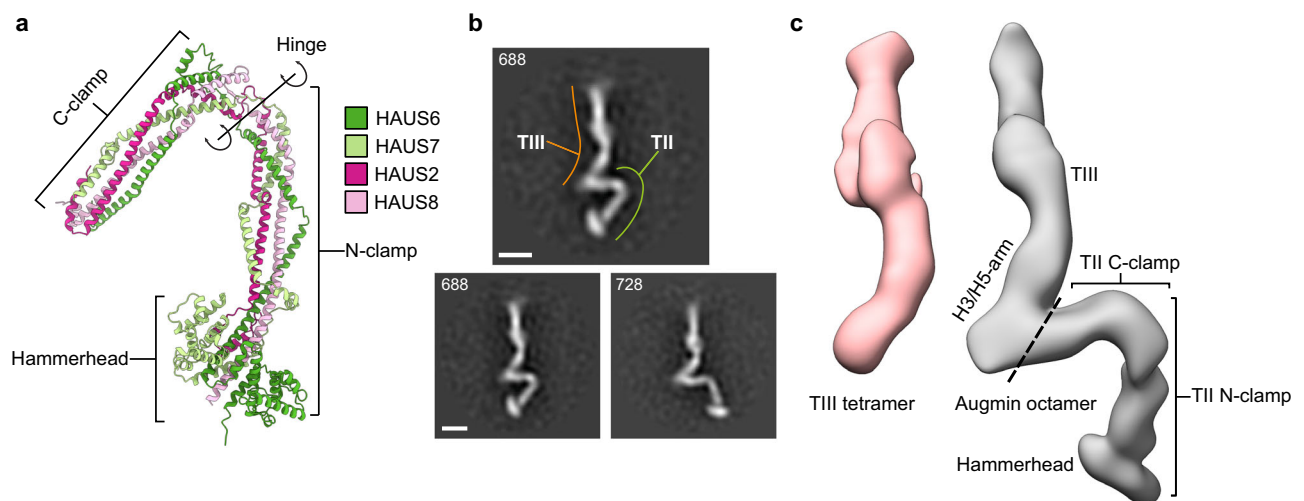 a
C-clamp
Hinge
HAUS6
HAUS7
HAUS2
HAUS8
N-clamp
Hammerhead
b
688
TIII
TII
688
728
c
TIII
H3/H5-arm
TII C-clamp
TII N-clamp
TIII tetramer
Augmin octamer
Hammerhead